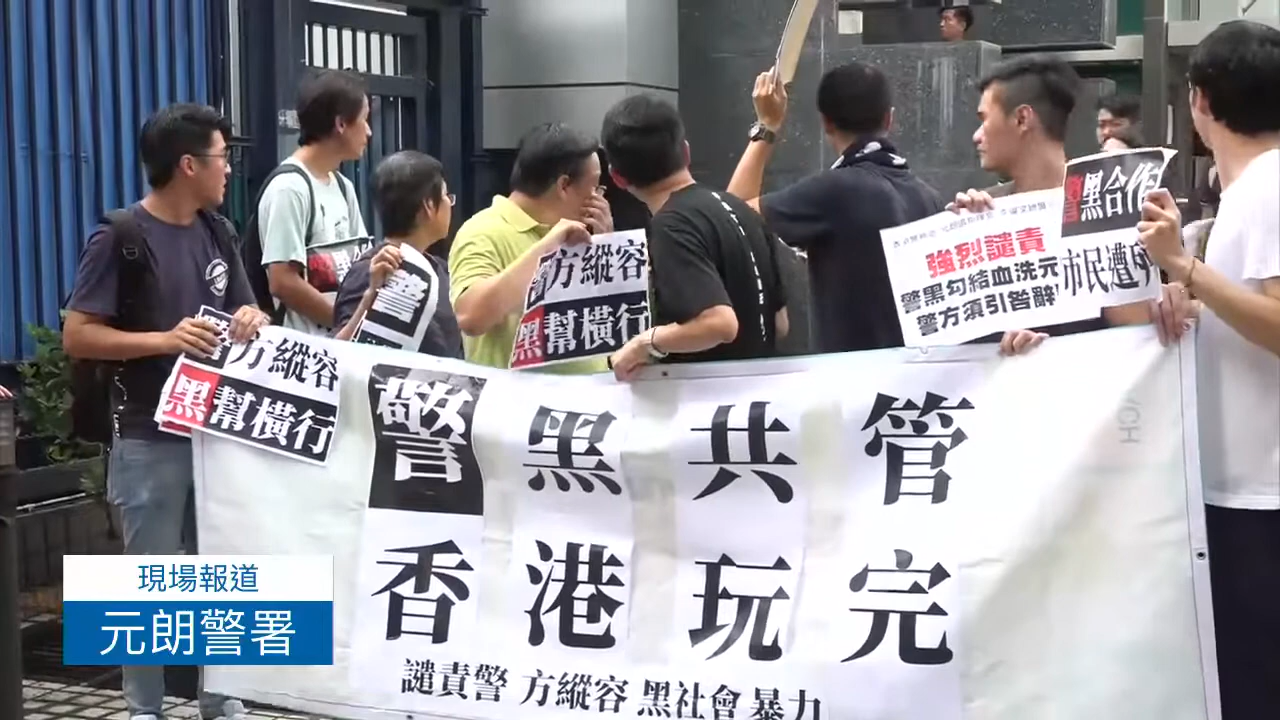 警方縱容
黑幫橫行
警方縱容
黑幫橫行
警
強烈譴責
警黑勾結血洗元
警方須引咎辭
警黑合作
市民遭
警黑共管
香港玩完
譴責警方縱容黑社會暴力
現場報道
元朗警署